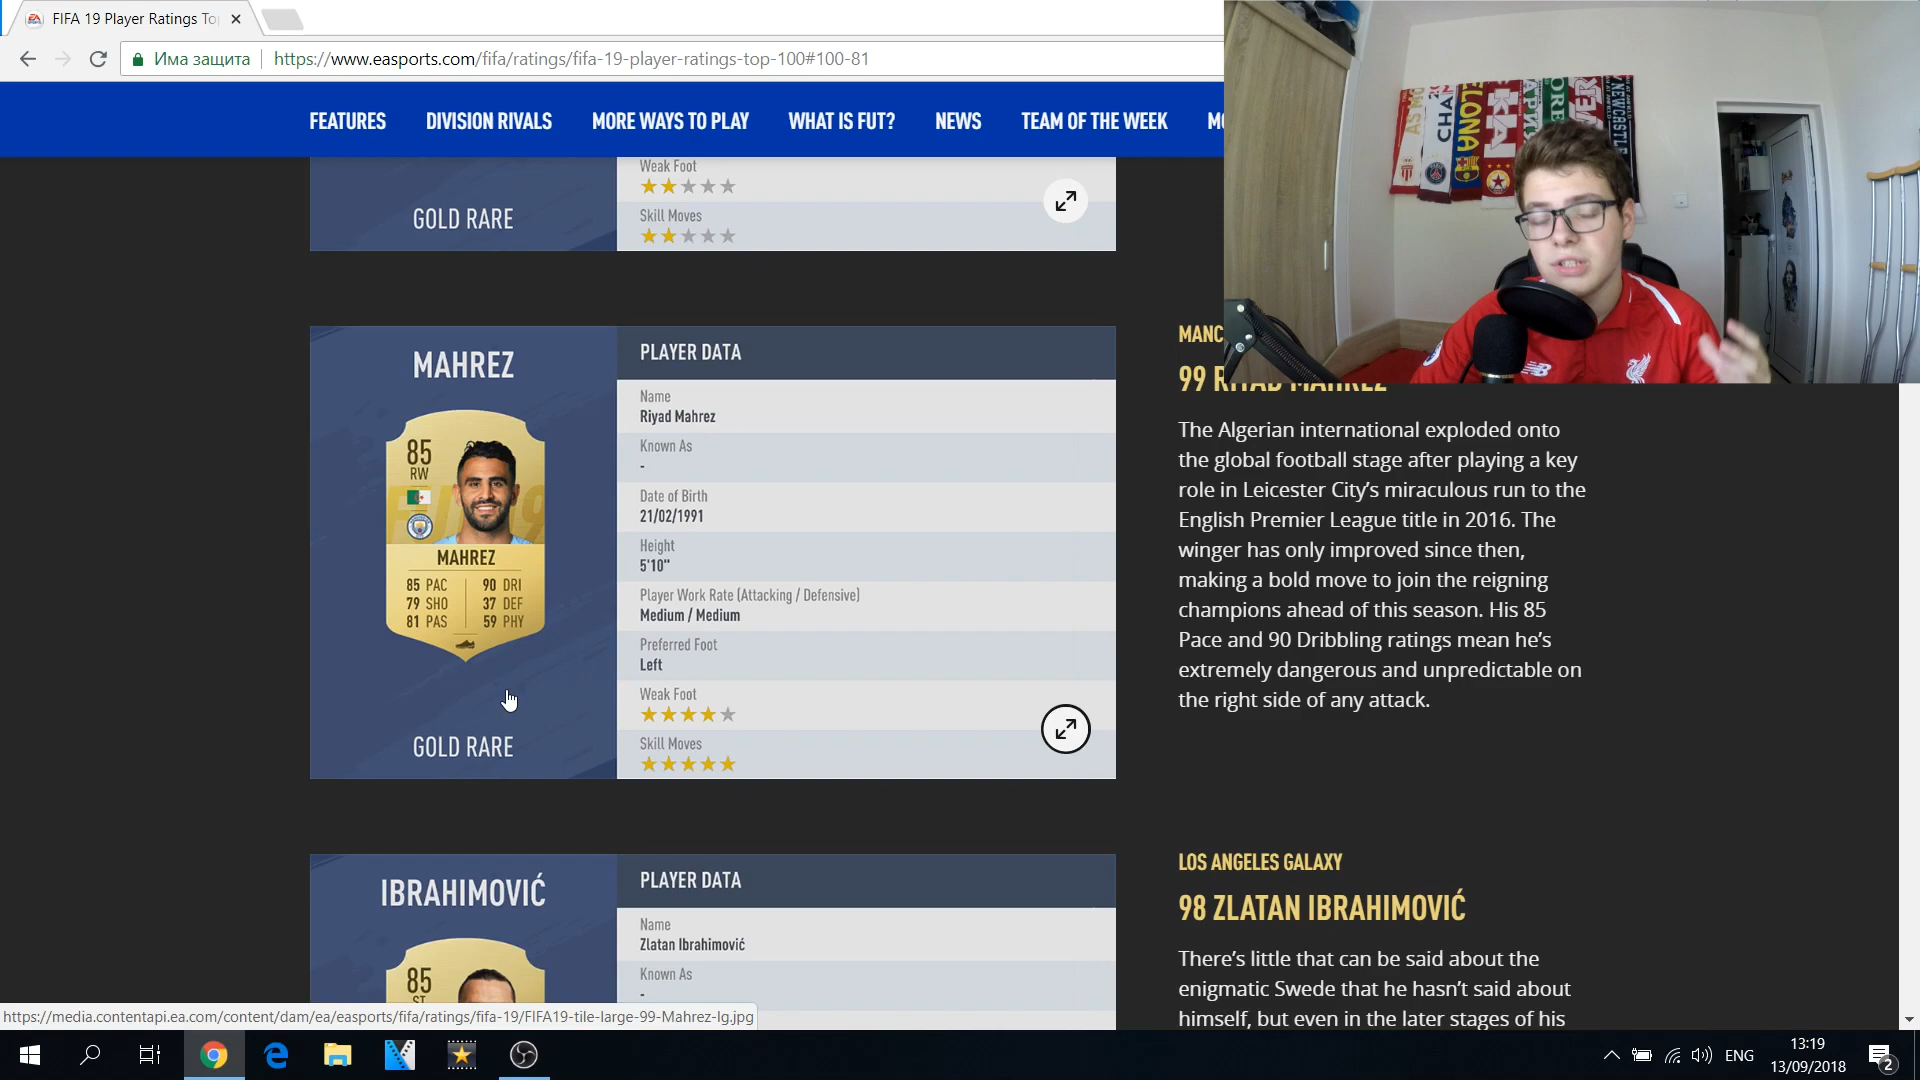 FIFA 19 Player Ratings To
Има защита
https://www.easports.com/fifa/ratings/fifa-19-player-ratings-top-100#100-81
FEATURES
DIVISION RIVALS
MORE WAYS TO PLAY
WHAT IS FUT?
NEWS
TEAM OF THE WEEK
GOLD RARE
Weak Foot
Skill Moves
MAHREZ
85
RW
MAHREZ
85 PAC 90 DRI
79 SHO 37 DEF
81 PAS 59 PHY
GOLD RARE
PLAYER DATA
Name
Riyad Mahrez
Known As
-
Date of Birth
21/02/1991
Height
5'10"
Player Work Rate (Attacking / Defensive)
Medium / Medium
Preferred Foot
Left
Weak Foot
Skill Moves
MANC
99 RIYAD MAHREZ
The Algerian international exploded onto
the global football stage after playing a key
role in Leicester City’s miraculous run to the
English Premier League title in 2016. The
winger has only improved since then,
making a bold move to join the reigning
champions ahead of this season. His 85
Pace and 90 Dribbling ratings mean he’s
extremely dangerous and unpredictable on
the right side of any attack.
IBRAHIMOVIĆ
85
ST
PLAYER DATA
Name
Zlatan Ibrahimović
Known As
-
LOS ANGELES GALAXY
98 ZLATAN IBRAHIMOVIĆ
There’s little that can be said about the
enigmatic Swede that he hasn’t said about
himself, but even in the later stages of his
https://media.contentapi.ea.com/content/dam/ea/easports/fifa/ratings/fifa-19/FIFA19-tile-large-99-Mahrez-lg.jpg
ENG
13:19
13/09/2018
2
NEWCASTLE